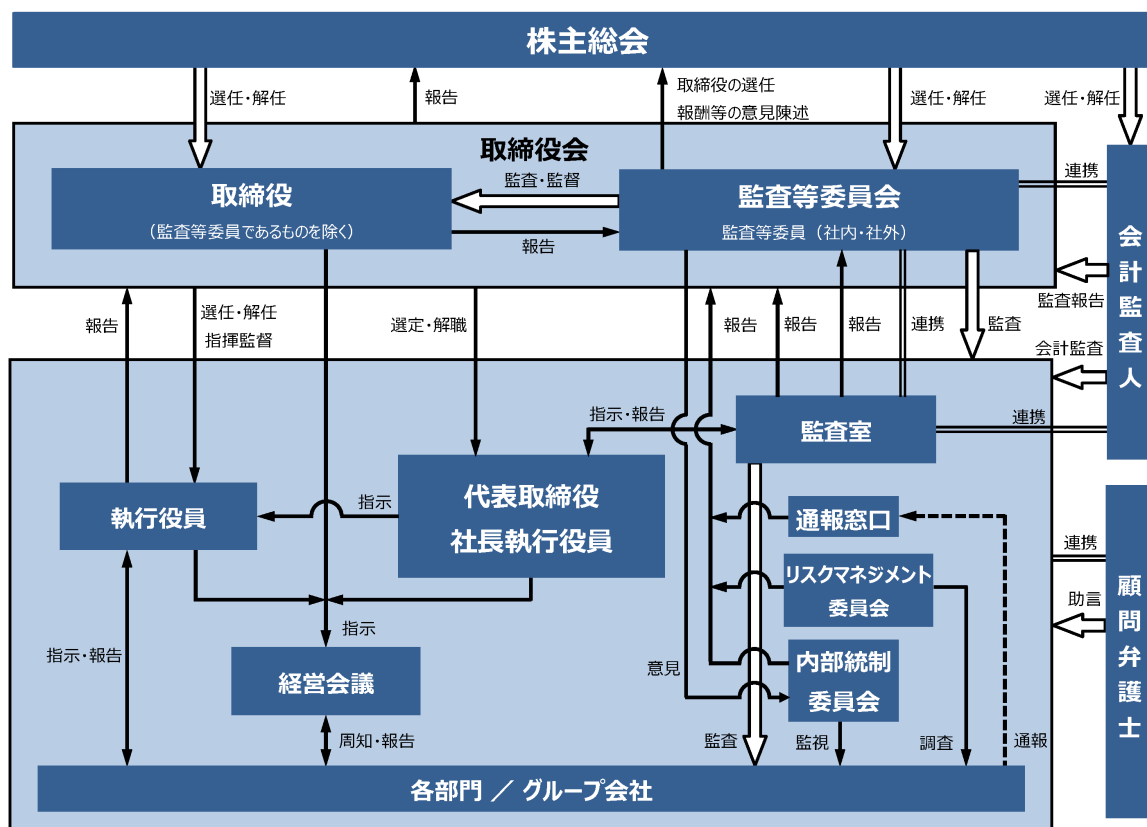 株主総会
選任・解任
報告
取締役の選任
報酬等の意見陳述
選任・解任
選任・解任
取締役会
取締役
(監査等委員であるものを除く)
監査・監督
報告
監査等委員会
監査等委員(社内・社外)
連携
会計監査人
監査報告
会計監査
報告
選任・解任
指揮監督
選定・解職
報告
報告
報告
連携
監査
指示・報告
監査室
連携
執行役員
指示
代表取締役
社長執行役員
通報窓口
リスクマネジメント
委員会
内部統制
委員会
連携
助言
顧問弁護士
指示・報告
指示
経営会議
周知・報告
意見
監査
監視
調査
通報
各部門 / グループ会社